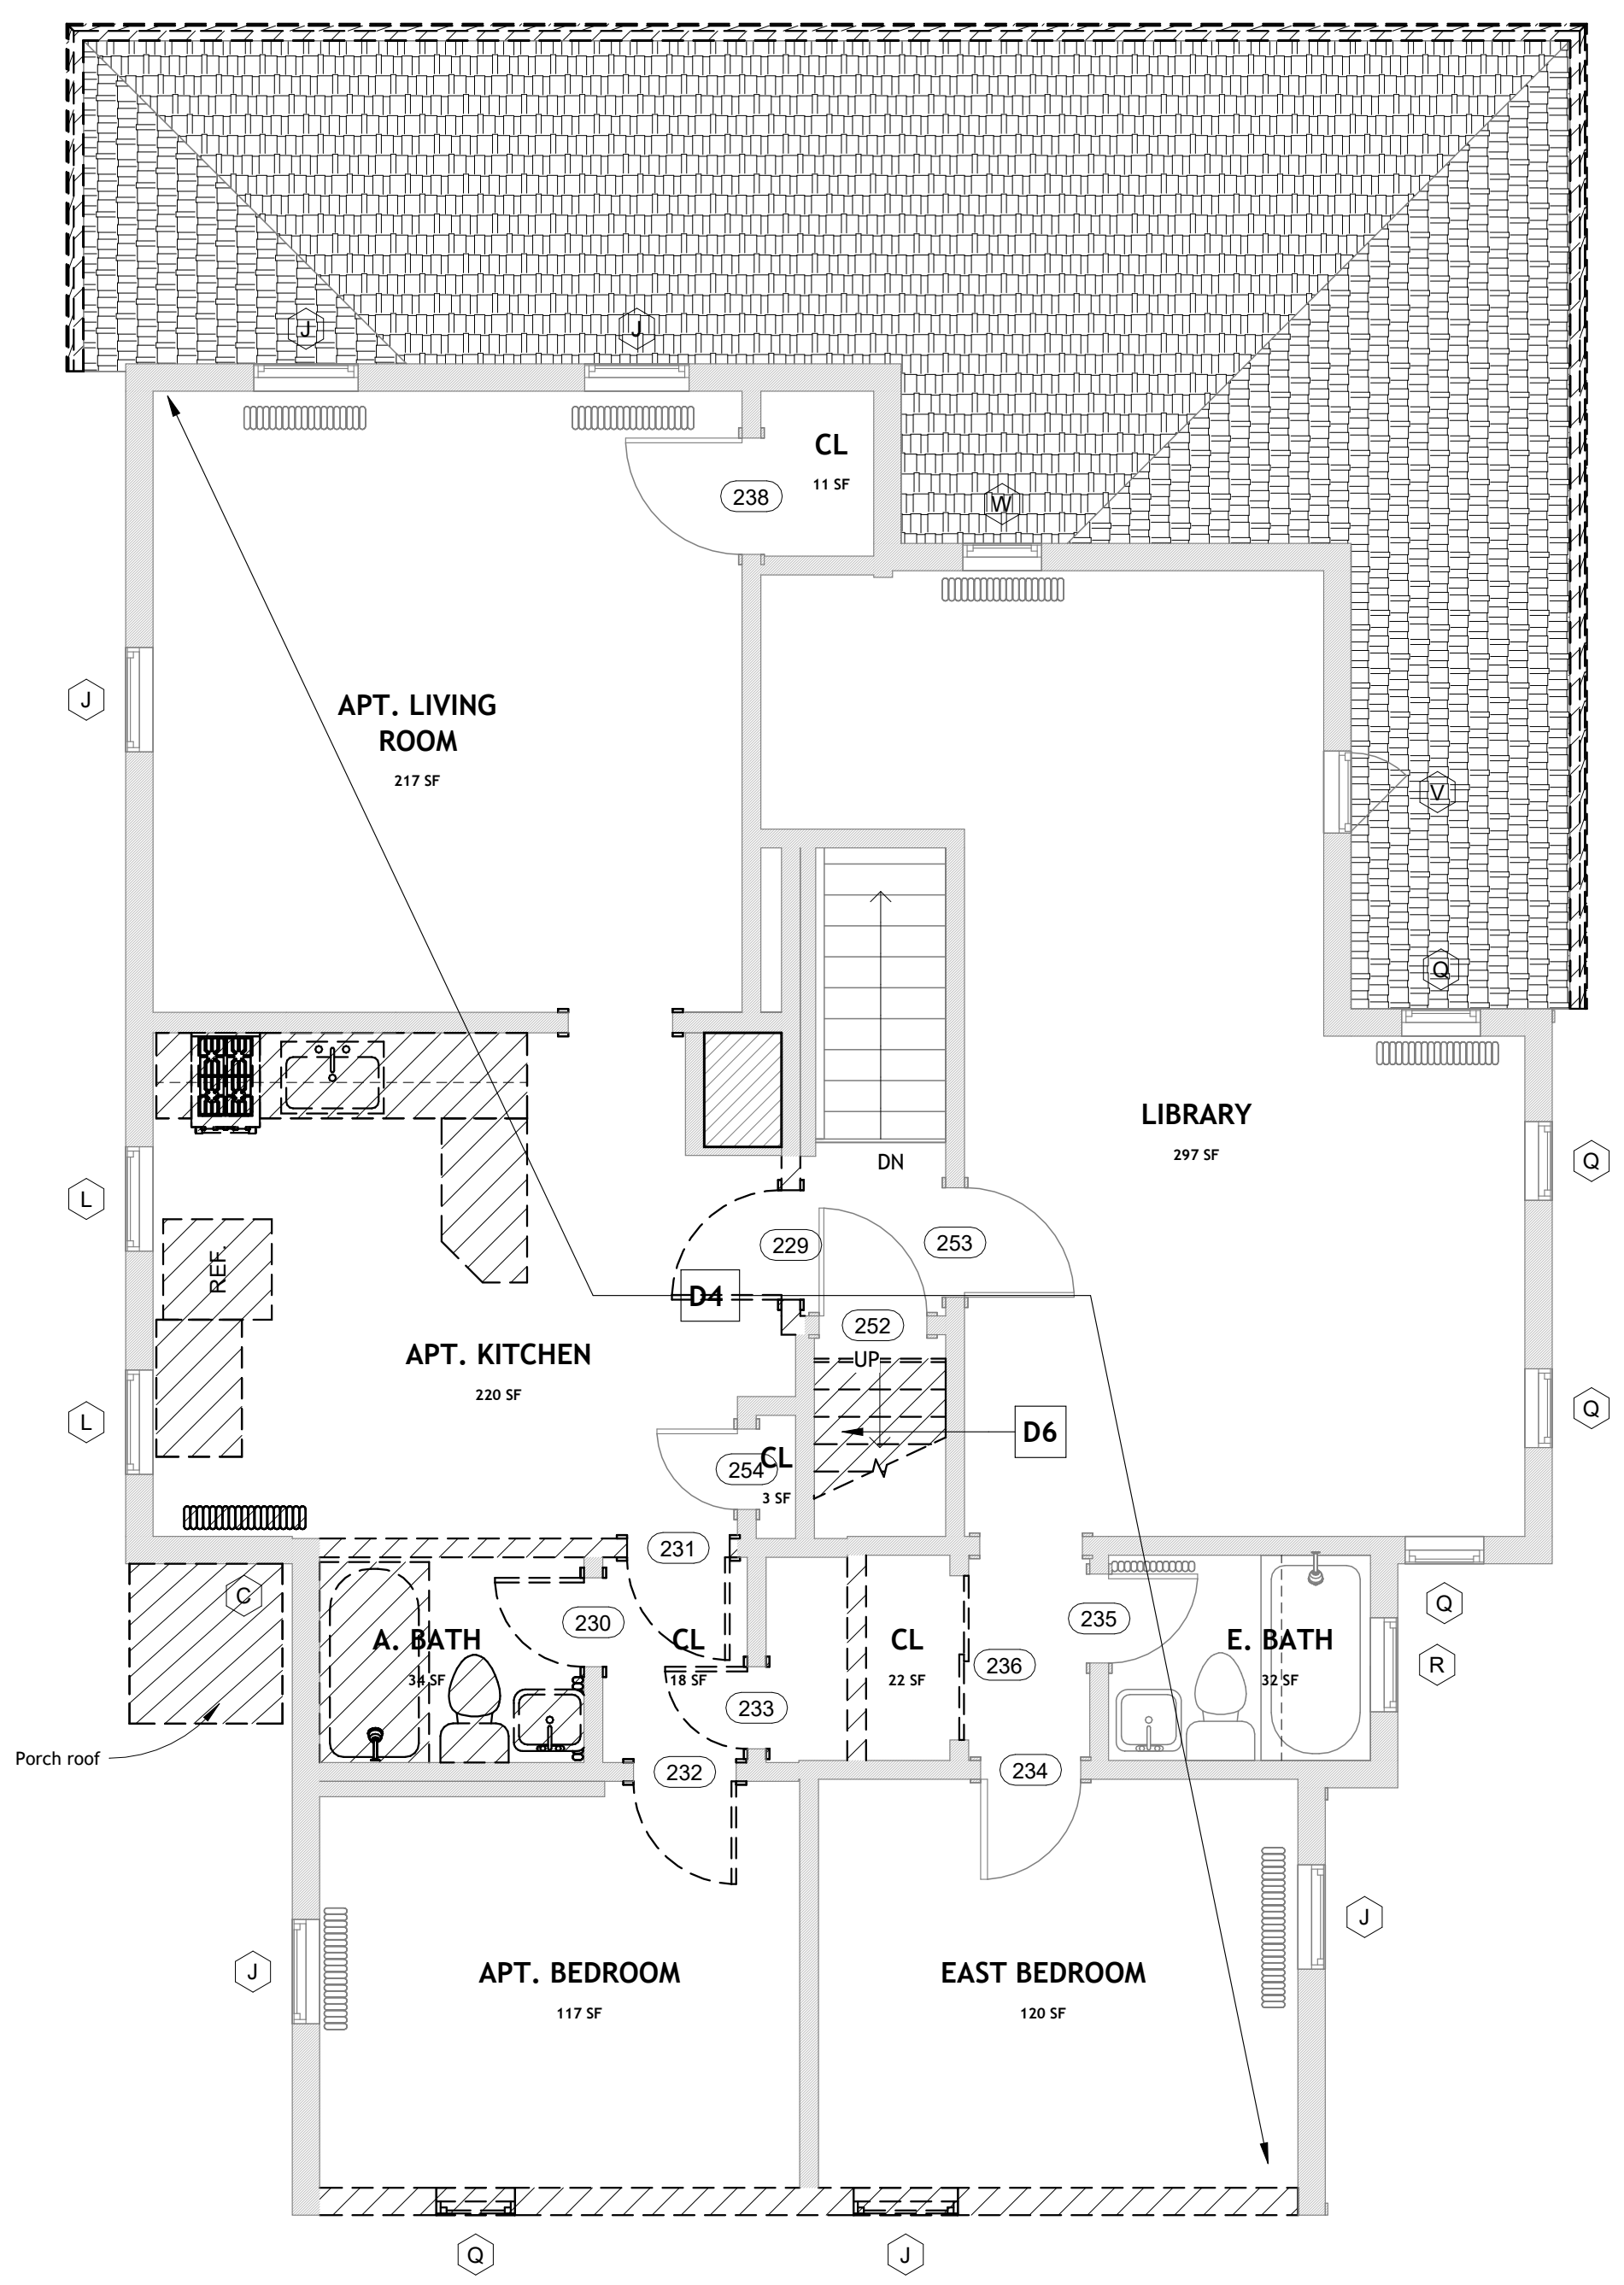 J
J
CL
11 SF
238
W
J
APT. LIVING
ROOM
217 SF
V
Q
LIBRARY
297 SF
DN
Q
L
229
253
REF.
D4
252
UP
APT. KITCHEN
220 SF
Q
L
D6
254
CL
3 SF
231
C
230
235
Q
A. BATH
34 SF
CL
18 SF
CL
22 SF
236
E. BATH
32 SF
R
233
Porch roof
232
234
J
J
APT. BEDROOM
117 SF
EAST BEDROOM
120 SF
Q
J